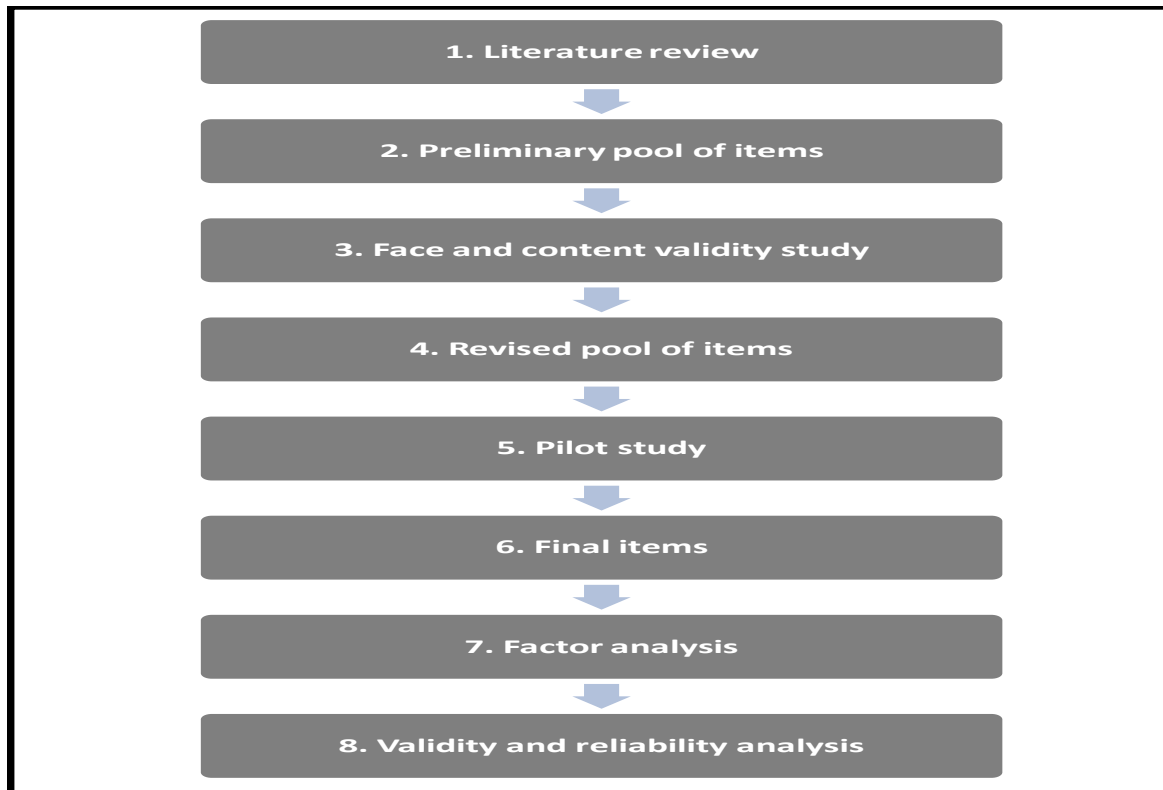 1. Literature review
2. Preliminary pool of items
3. Face and content validity study
4. Revised pool of items
5. Pilot study
6. Final items
7. Factor analysis
8. Validity and reliability analysis